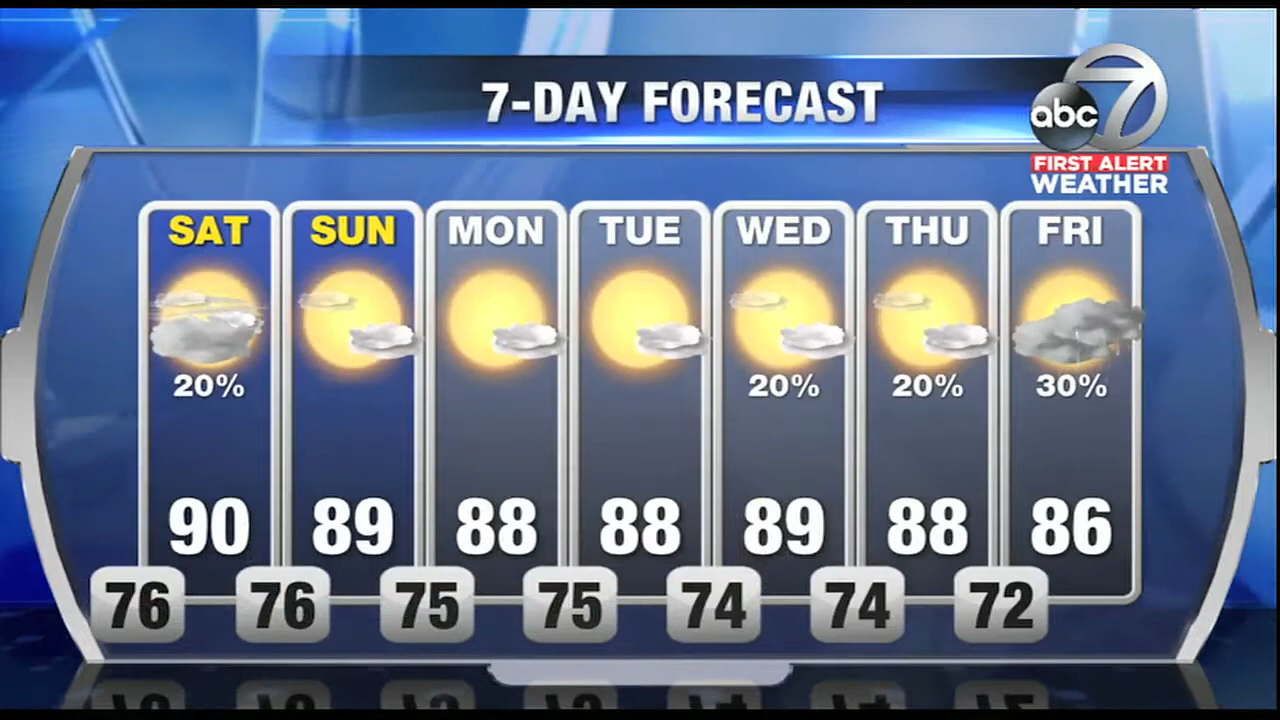 7-DAY FORECAST
abc 7
FIRST ALERT
WEATHER
SAT SUN MON TUE WED THU FRI
20% 20% 20% 30%
90 89 88 88 89 88 86
76 76 75 75 74 74 72